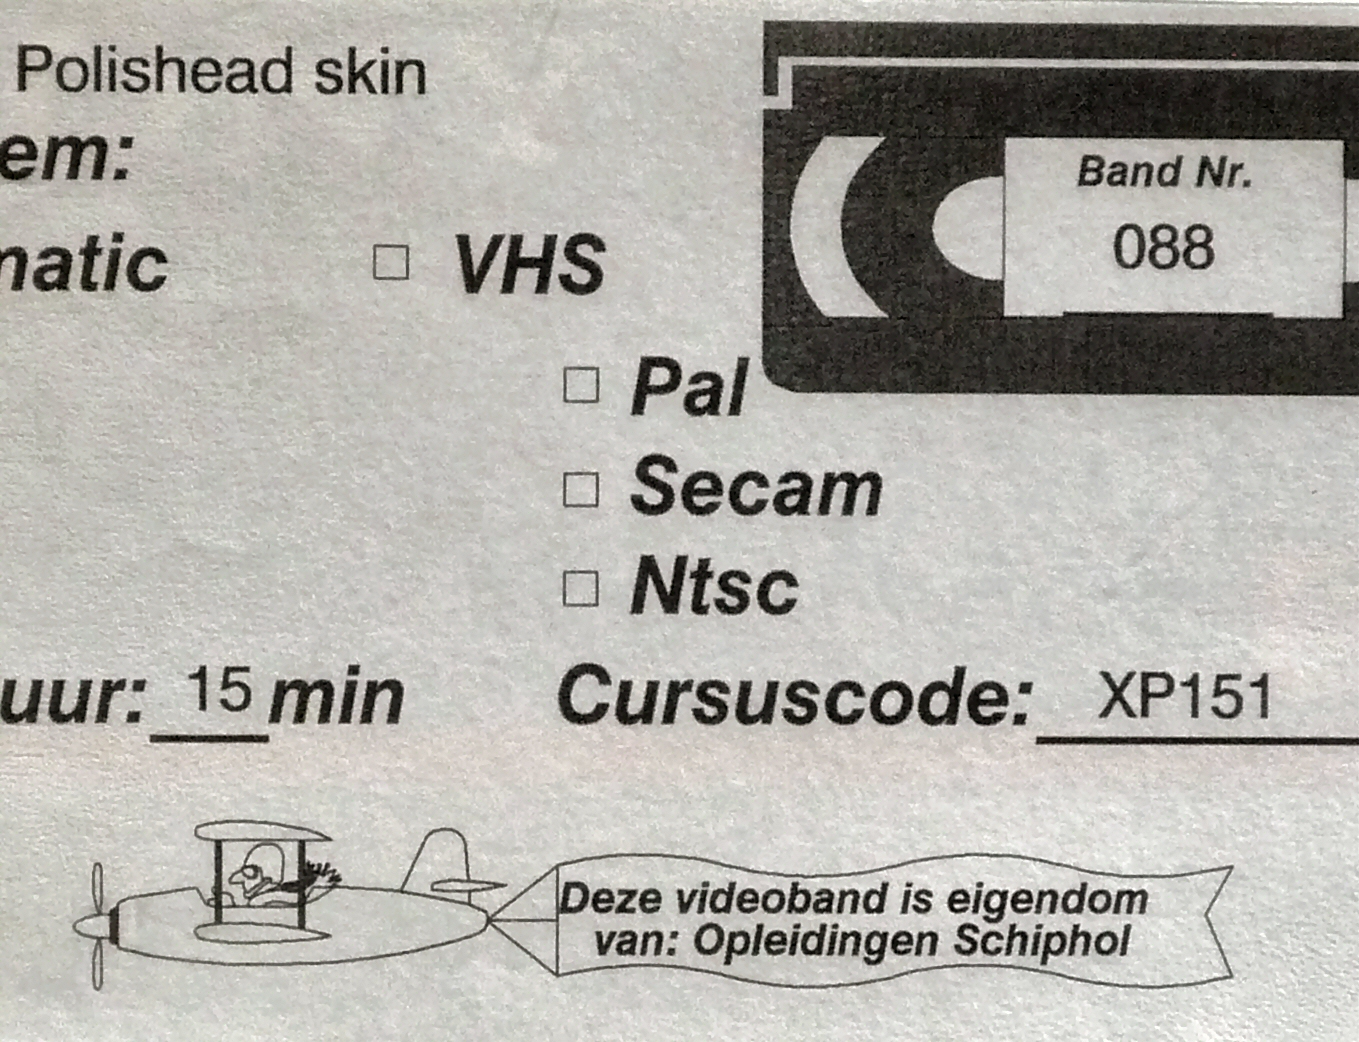 Polishead skin
em:
matic VHS
Band Nr.
088
Pal
Secam
Ntsc
uur: 15 min Cursuscode: XP151
Deze videoband is eigendom
van: Opleidingen Schiphol